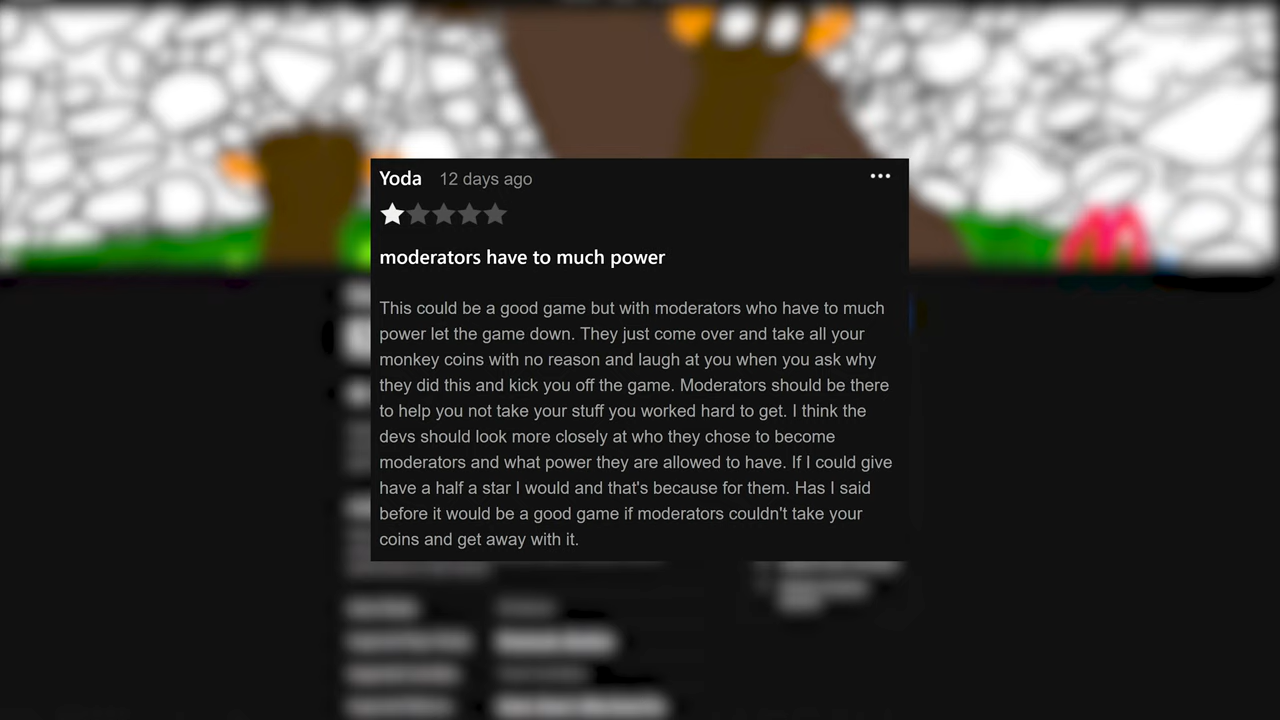 Yoda 12 days ago
moderators have to much power
This could be a good game but with moderators who have to much
power let the game down. They just come over and take all your
monkey coins with no reason and laugh at you when you ask why
they did this and kick you off the game. Moderators should be there
to help you not take your stuff you worked hard to get. I think the
devs should look more closely at who they chose to become
moderators and what power they are allowed to have. If I could give
have a half a star I would and that's because for them. Has I said
before it would be a good game if moderators couldn't take your
coins and get away with it.